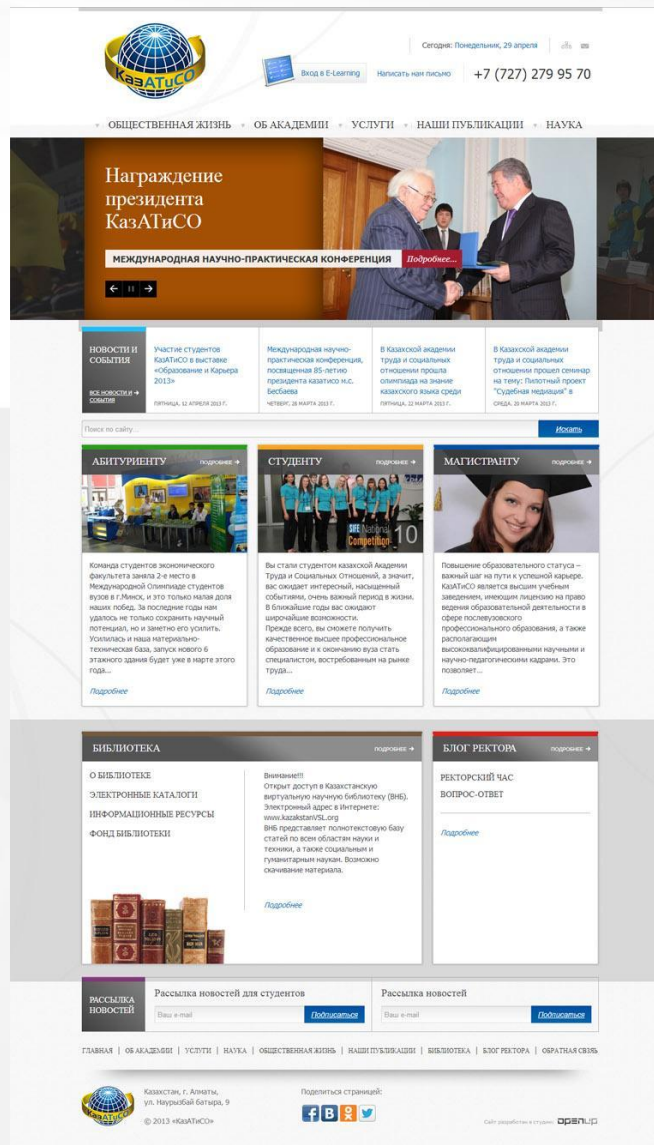 КазАТиСО
Сегодня: Понедельник, 29 апреля
Вход в E-Learning
Написать нам письмо
+7 (727) 279 95 70
ОБЩЕСТВЕННАЯ ЖИЗНЬ
ОБ АКАДЕМИИ
УСЛУГИ
НАШИ ПУБЛИКАЦИИ
НАУКА
Награждение
президента
КазАТиСО
МЕЖДУНАРОДНАЯ НАУЧНО-ПРАКТИЧЕСКАЯ КОНФЕРЕНЦИЯ
Подробнее...
НОВОСТИ И
СОБЫТИЯ
ВСЕ НОВОСТИ И
СОБЫТИЯ
Участие студентов
КазАТиСО в выставке
«Образование и Карьера
2013»
ПЯТНИЦА, 12 АПРЕЛЯ 2013 Г.
Международная научно-
практическая конференция,
посвященная 85-летию
президента казатисо м.с.
Бесбаева
ЧЕТВЕРГ, 28 МАРТА 2013 Г.
В Казахской академии
труда и социальных
отношении прошла
олимпиада на знание
казахского языка среди
ПЯТНИЦА, 22 МАРТА 2013 Г.
В Казахской академии
труда и социальных
отношении прошел семинар
на тему: Пилотный проект
"Судебная медиация" в
СРЕДА, 20 МАРТА 2013 Г.
Поиск по сайту...
Искать
АБИТУРИЕНТУ
ПОДРОБНЕЕ
Команда студентов экономического
факультета заняла 2-е место в
Международной Олимпиаде студентов
вузов в г.Минск, и это только малая доля
наших побед. За последние годы нам
удалось не только сохранить научный
потенциал, но и заметно его усилить.
Усилилась и наша материально-
техническая база, запуск нового 6
этажного здания будет уже в марте этого
года...
Подробнее
СТУДЕНТУ
ПОДРОБНЕЕ
SIFE National
Competition 10
Вы стали студентом казахской Академии
Труда и Социальных Отношений, а значит,
вас ожидает интересный, насыщенный
событиями, очень важный период в жизни.
В ближайшие годы вас ожидают
широчайшие возможности.
Прежде всего, вы сможете получить
качественное высшее профессиональное
образование и к окончанию вуза стать
специалистом, востребованным на рынке
труда...
Подробнее
МАГИСТРАНТУ
ПОДРОБНЕЕ
Повышение образовательного статуса –
важный шаг на пути к успешной карьере.
КазАТиСО является высшим учебным
заведением, имеющим лицензию на право
ведения образовательной деятельности в
сфере послевузовского
профессионального образования, а также
располагающим
высококвалифицированными научными и
научно-педагогическими кадрами. Это
позволяет...
Подробнее
БИБЛИОТЕКА
ПОДРОБНЕЕ
О БИБЛИОТЕКЕ
ЭЛЕКТРОННЫЕ КАТАЛОГИ
ИНФОРМАЦИОННЫЕ РЕСУРСЫ
ФОНД БИБЛИОТЕКИ
Внимание!!!
Открыт доступ в Казахстанскую
виртуальную научную библиотеку (ВНБ).
Электронный адрес в Интернете:
www.kazakstanVSL.org
ВНБ представляет полнотекстовую базу
статей по всем областям науки и
техники, а также социальным и
гуманитарным наукам. Возможно
скачивание материала.
Подробнее
БЛОГ РЕКТОРА
ПОДРОБНЕЕ
РЕКТОРСКИЙ ЧАС
ВОПРОС-ОТВЕТ
Подробнее
РАССЫЛКА
НОВОСТЕЙ
Рассылка новостей для студентов
Ваш e-mail
Подписаться
Рассылка новостей
Ваш e-mail
Подписаться
ГЛАВНАЯ | ОБ АКАДЕМИИ | УСЛУГИ | НАУКА | ОБЩЕСТВЕННАЯ ЖИЗНЬ | НАШИ ПУБЛИКАЦИИ | БИБЛИОТЕКА | БЛОГ РЕКТОРА | ОБРАТНАЯ СВЯЗЬ
КазАТиСО
Казахстан, г. Алматы,
ул. Наурызбай батыра, 9
© 2013 «КазАТиСО»
Поделиться страницей:
Сайт разработан в студии:
OPENUP